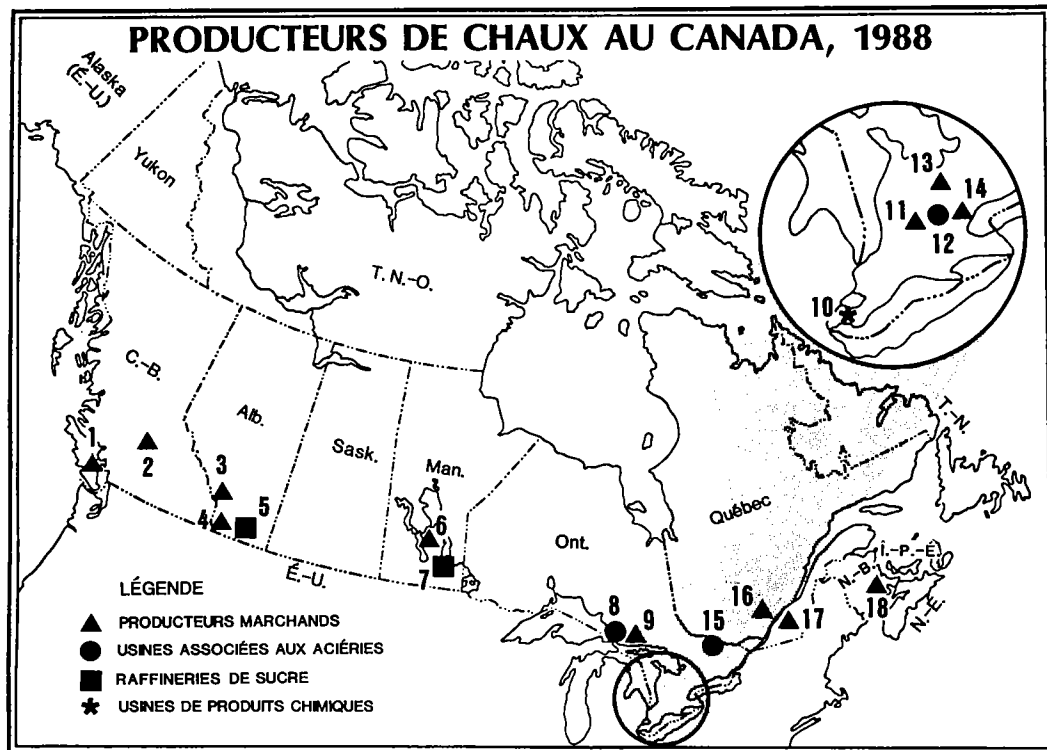 PRODUCTEURS DE CHAUX AU CANADA, 1988
Alaska
(É.-U.)
Yukon
T. N.-O.
C.-B.
Alb.
Sask.
Man.
Ont.
Québec
T.-N.
Î.-P.-É.
N.-B.
N.-É.
É.-U.
1
2
3
4
5
6
7
8
9
10
11
12
13
14
15
16
17
18
LÉGENDE
PRODUCTEURS MARCHANDS
USINES ASSOCIÉES AUX ACIÉRIES
RAFFINERIES DE SUCRE
USINES DE PRODUITS CHIMIQUES